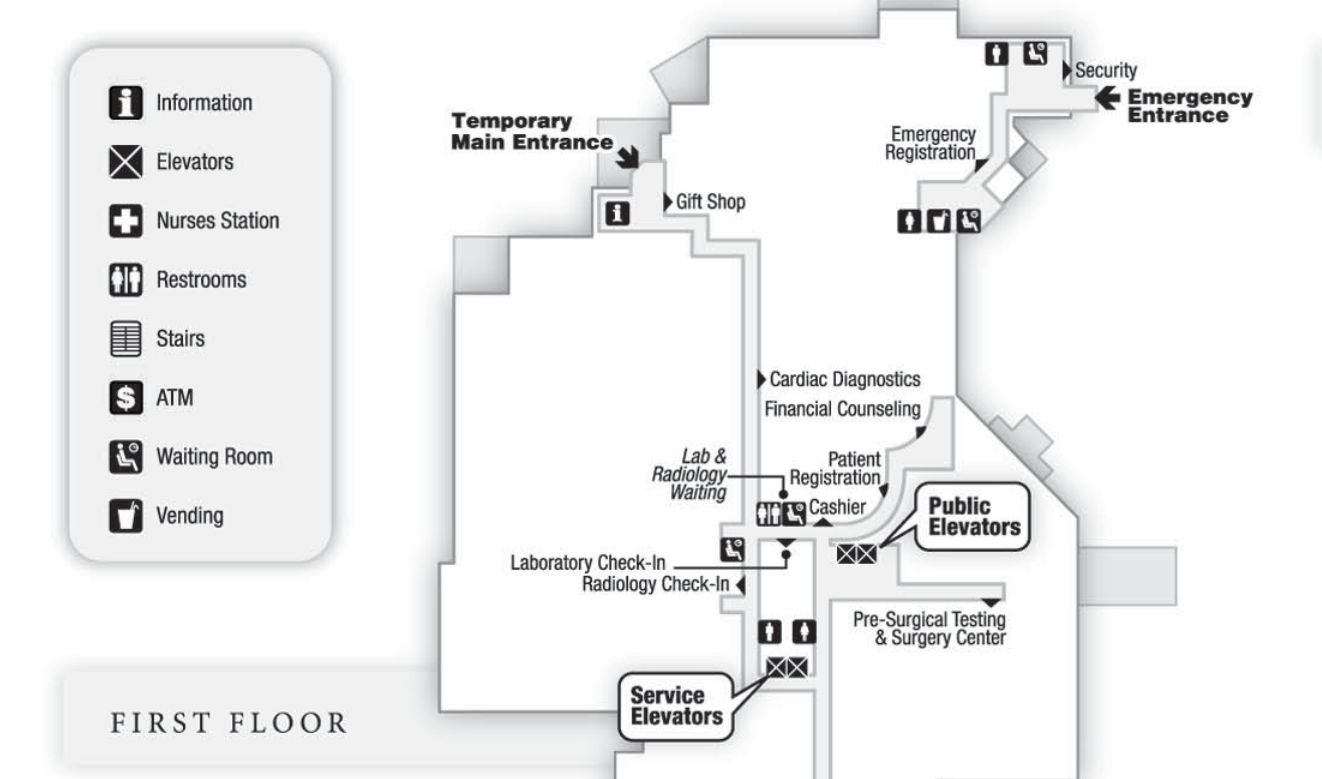 Information
Elevators
Nurses Station
Restrooms
Stairs
$ ATM
Waiting Room
Vending
FIRST FLOOR
Temporary
Main Entrance
i
Gift Shop
Security
Emergency
Entrance
Emergency
Registration
Cardiac Diagnostics
Financial Counseling
Lab &
Radiology
Waiting
Patient
Registration
Cashier
Public
Elevators
Laboratory Check-In
Radiology Check-In
Pre-Surgical Testing
& Surgery Center
Service
Elevators